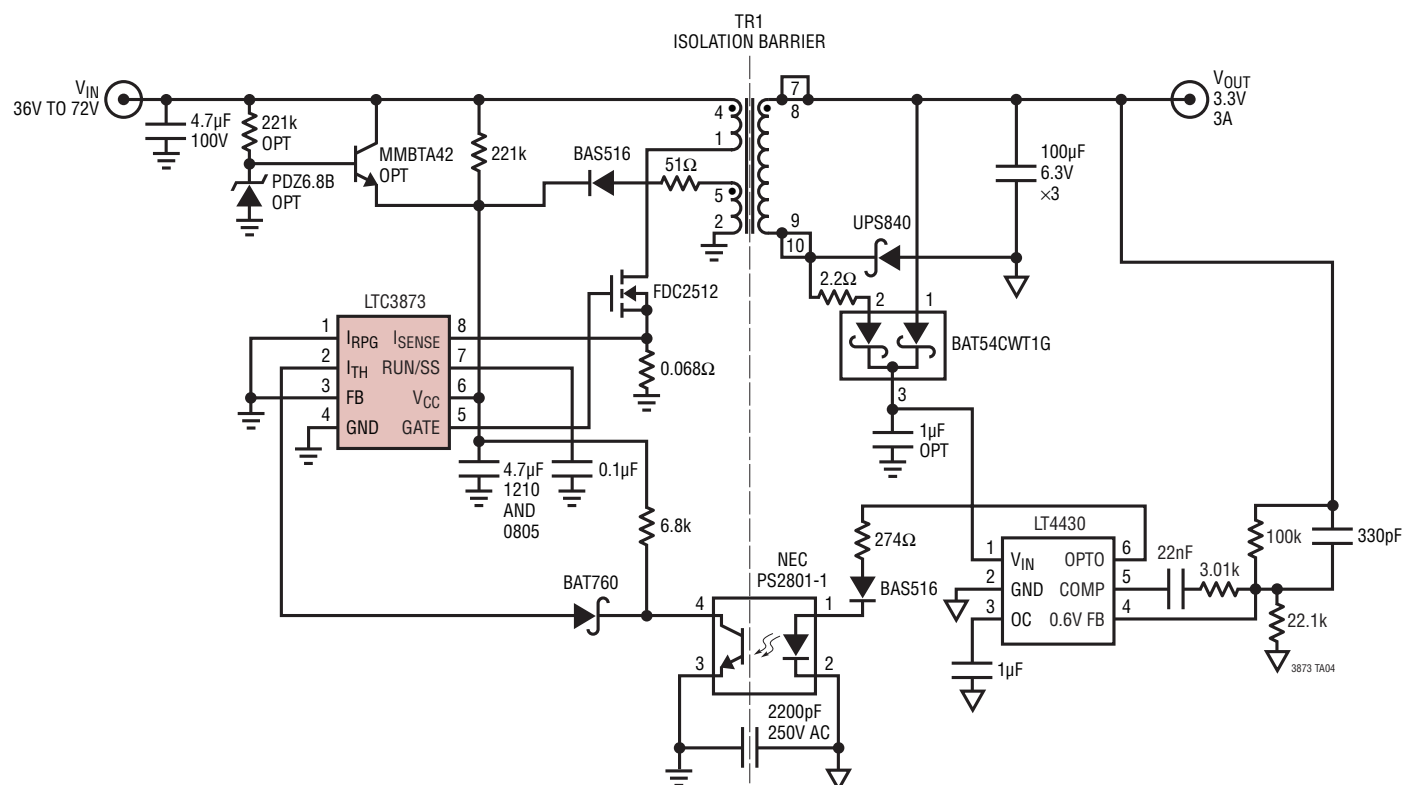 TR1
ISOLATION BARRIER
VIN
36V TO 72V
4.7µF
100V
221k
OPT
MMBTA42
OPT
PDZ6.8B
OPT
221k
BAS516
51Ω
4
1
5
2
7
8
9
10
VOUT
3.3V
3A
100µF
6.3V
×3
UPS840
2.2Ω
2
1
BAT54CWT1G
3
1µF
OPT
FDC2512
0.068Ω
LTC3873
1
IRPG
ISENSE
8
2
ITH
RUN/SS
7
3
FB
VCC
6
4
GND
GATE
5
4.7µF
1210
AND
0805
0.1µF
6.8k
BAT760
NEC
PS2801-1
4
3
1
2
2200pF
250V AC
274Ω
BAS516
LT4430
1
VIN
OPTO
6
2
GND
COMP
5
3
OC
0.6V FB
4
1µF
22nF
3.01k
100k
330pF
22.1k
3873 TA04